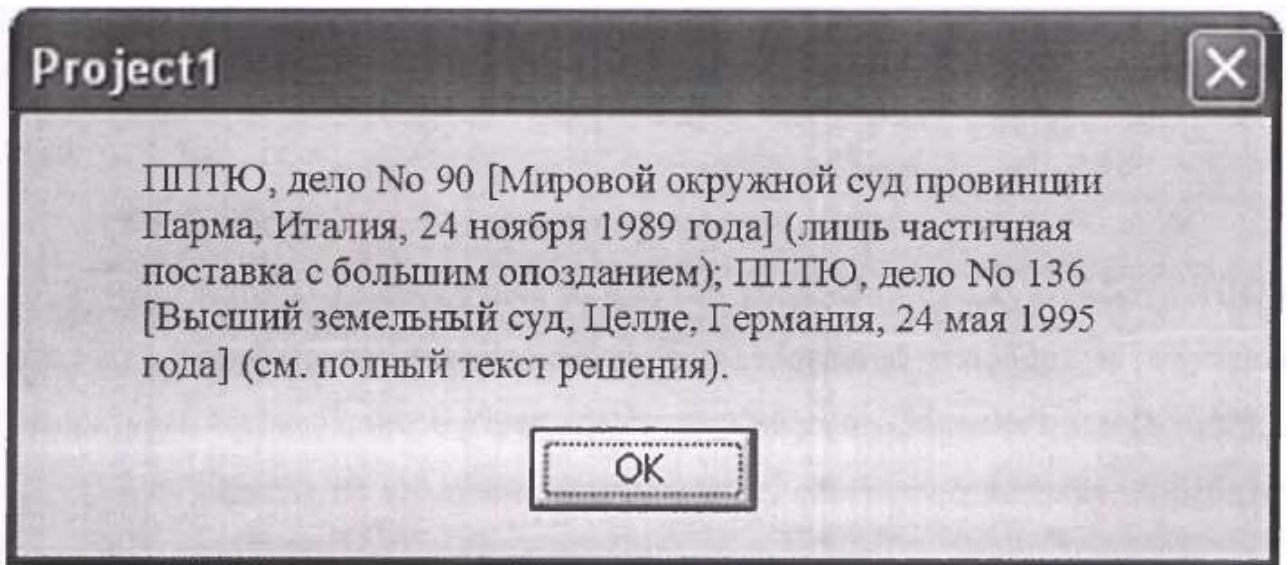 Project1
ППТЮ, дело No 90 [Мировой окружной суд провинции
Парма, Италия, 24 ноября 1989 года] (лишь частичная
поставка с большим опозданием); ППТЮ, дело No 136
[Высший земельный суд, Целле, Германия, 24 мая 1995
года] (см. полный текст решения).
OK